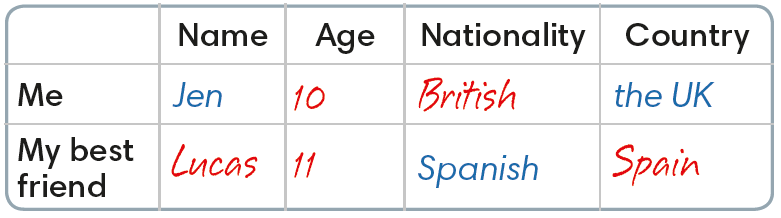 Name Age Nationality Country
Me Jen 10 British the UK
My best friend Lucas 11 Spanish Spain